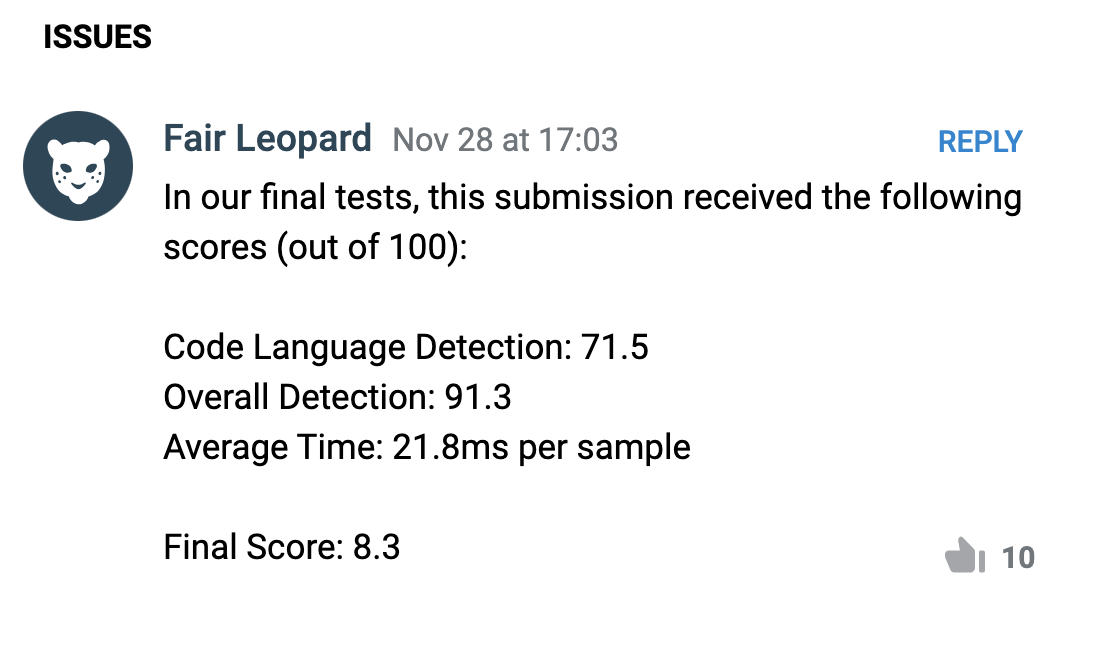 ISSUES
Fair Leopard Nov 28 at 17:03 REPLY
In our final tests, this submission received the following
scores (out of 100):
Code Language Detection: 71.5
Overall Detection: 91.3
Average Time: 21.8ms per sample
Final Score: 8.3
10